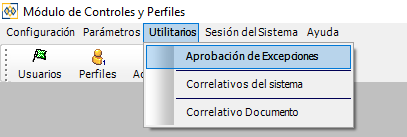 Módulo de Controles y Perfiles
Configuración Parámetros Utilitarios Sesión del Sistema Ayuda
Aprobación de Excepciones
Usuarios Perfiles
Correlativos del sistema
Correlativo Documento